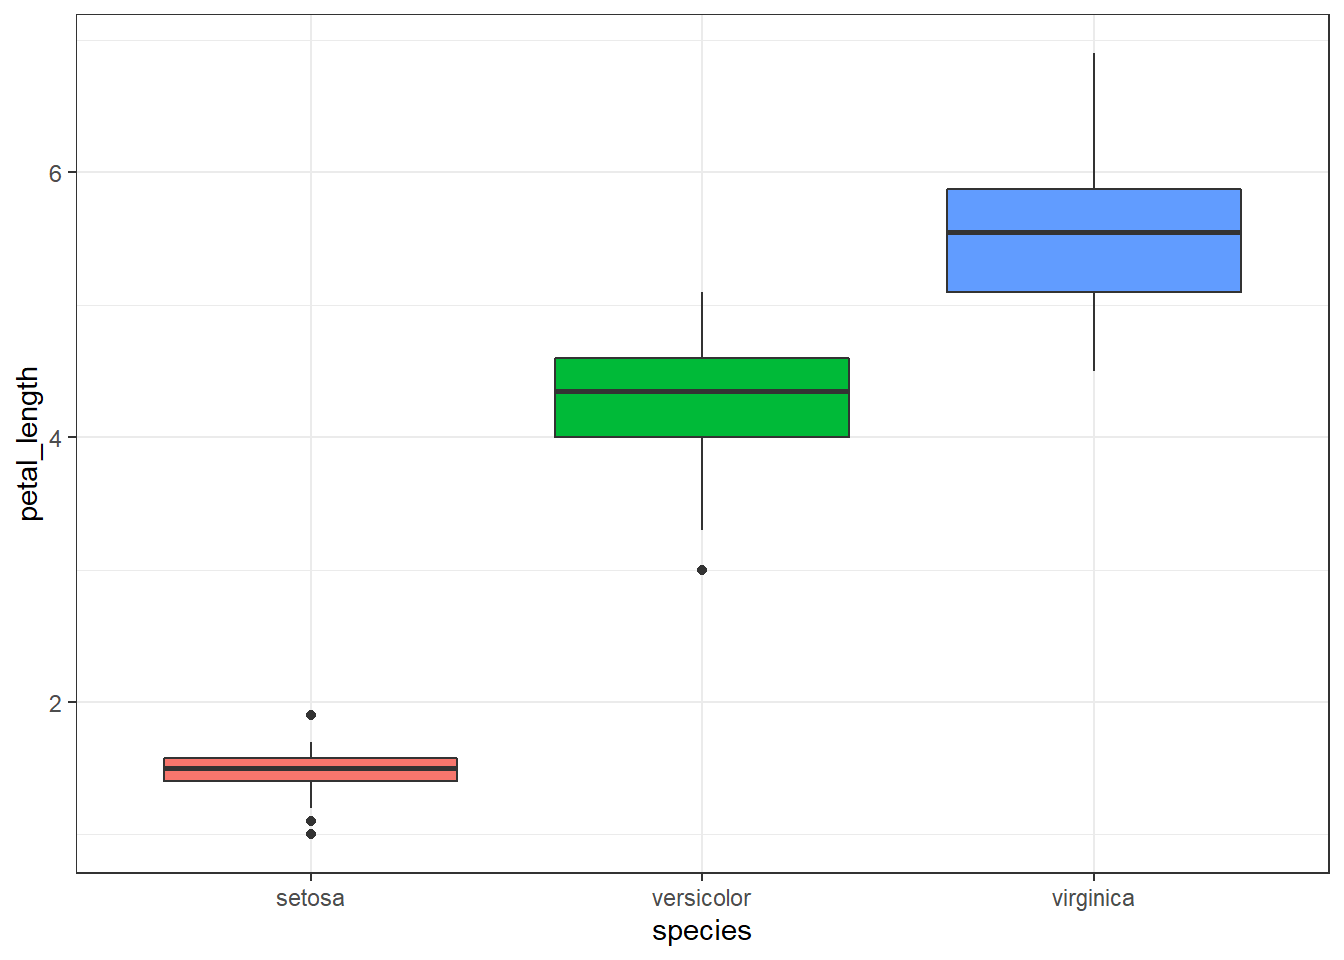 petal_length
6
4
2
setosa versicolor virginica
species